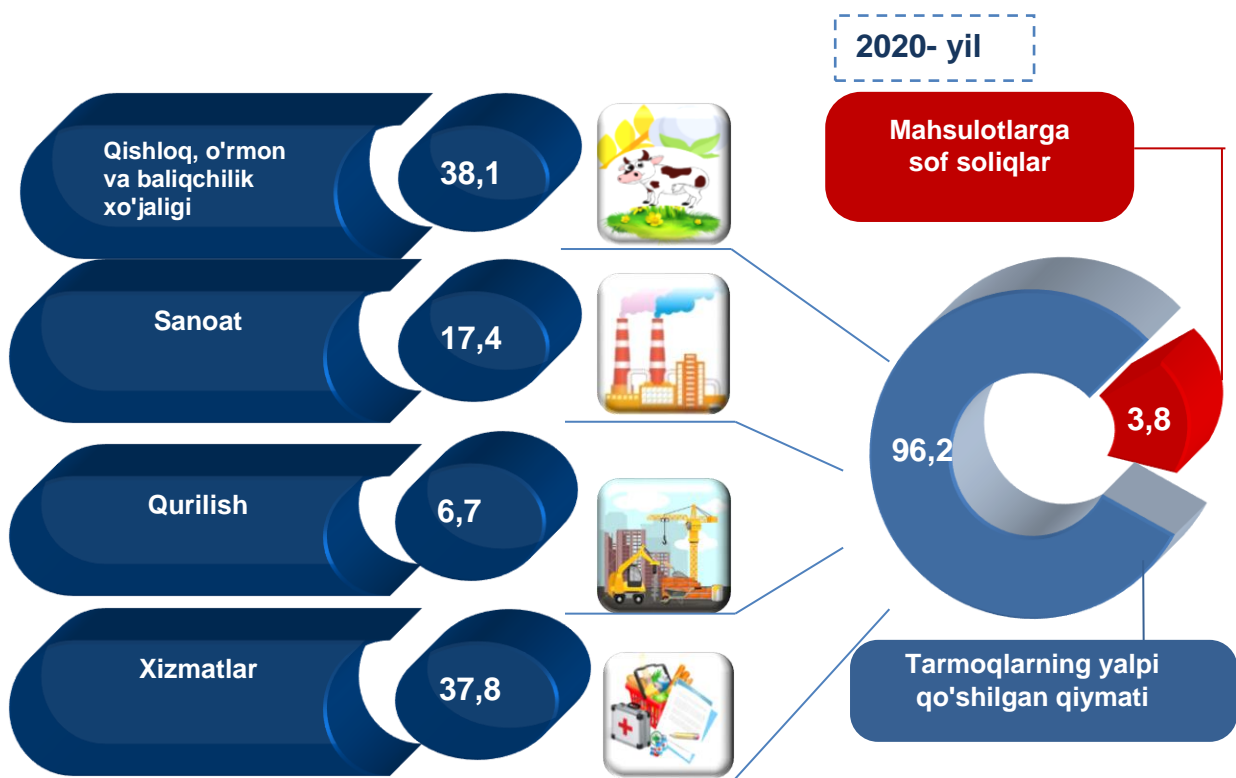 2020- yil
Qishloq, o'rmon
va baliqchilik
xo'jaligi
38,1
Sanoat
17,4
Qurilish
6,7
Xizmatlar
37,8
Mahsulotlarga
sof soliqlar
96,2
3,8
Tarmoqlarning yalpi
qo'shilgan qiymati